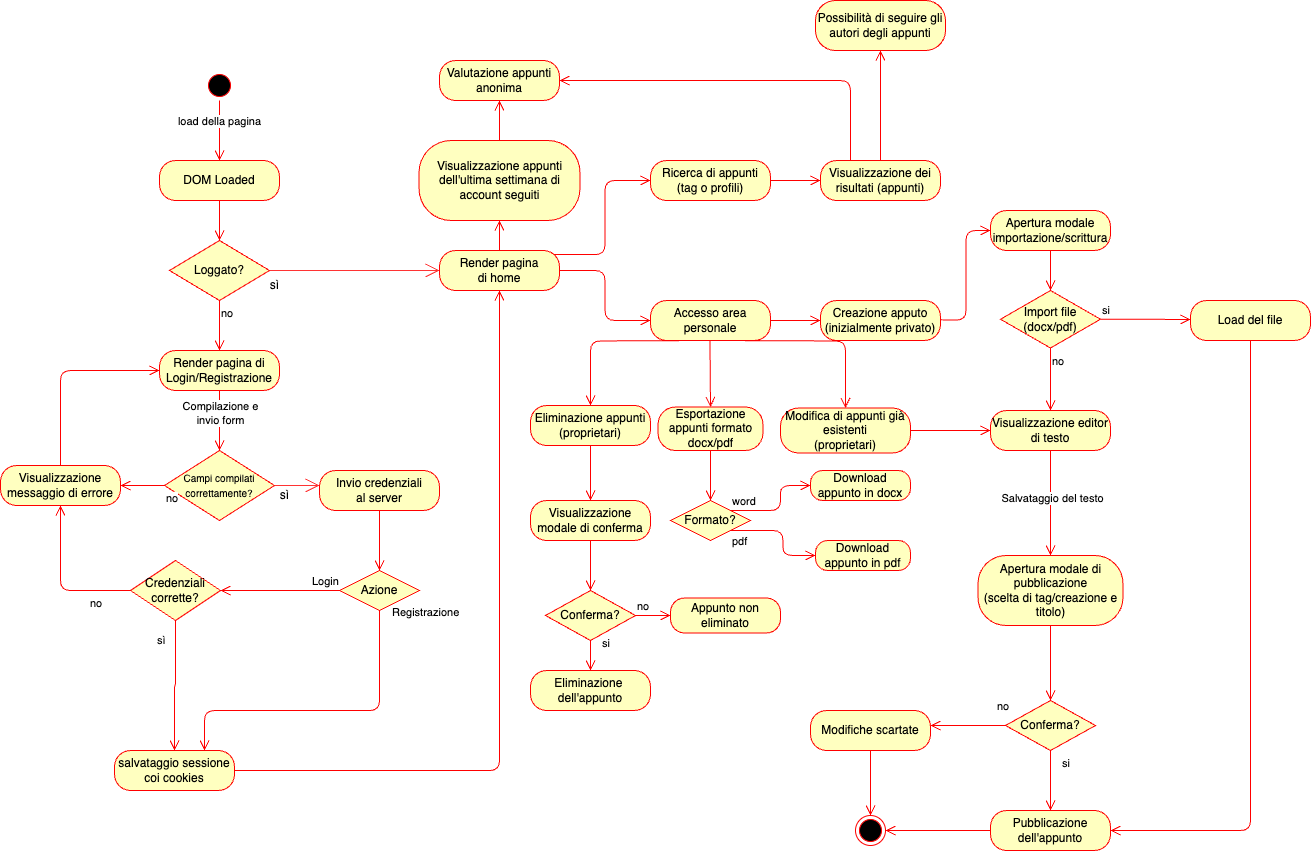 Possibilità di seguire gli
autori degli appunti
Valutazione appunti
anonima
load della pagina
DOM Loaded
Visualizzazione appunti
dell'ultima settimana di
account seguiti
Ricerca di appunti
(tag o profili)
Visualizzazione dei
risultati (appunti)
Apertura modale
importazione/scrittura
Loggato?
sì
no
Render pagina
di home
Accesso area
personale
Creazione apputo
(inizialmente privato)
Import file
(docx/pdf)
si
no
Load del file
Render pagina di
Login/Registrazione
Compilazione e
invio form
Eliminazione appunti
(proprietari)
Esportazione
appunti formato
docx/pdf
Modifica di appunti già
esistenti
(proprietari)
Visualizzazione editor
di testo
Visualizzazione
messaggio di errore
no
Campi compilati
correttamente?
sì
Invio credenziali
al server
Visualizzazione
modale di conferma
Formato?
word
pdf
Download
appunto in docx
Download
appunto in pdf
Salvataggio del testo
Credenziali
corrette?
no
sì
Login
Azione
Registrazione
Conferma?
no
si
Appunto non
eliminato
Apertura modale di
pubblicazione
(scelta di tag/creazione e
titolo)
Eliminazione
dell'appunto
Modifiche scartate
no
Conferma?
si
salvataggio sessione
coi cookies
Pubblicazione
dell'appunto